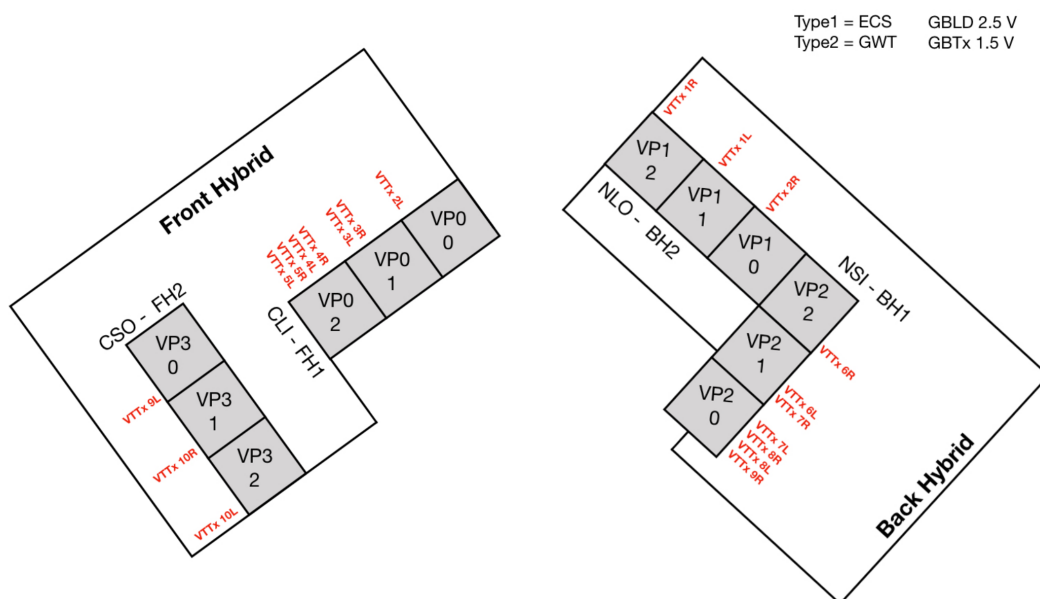 Type1 = ECS GBLD 2.5 V
Type2 = GWT GBTx 1.5 V
Front Hybrid
VTTx 2L
VTTx 3R
VTTx 3L
VTTx 4R
VTTx 4L
VTTx 5R
VTTx 5L
VP0
0
VP0
1
VP0
2
CLI - FH1
CSO - FH2
VP3
0
VP3
1
VP3
2
VTTx 9L
VTTx 10R
VTTx 10L
VTTx 1R
VTTx 1L
VTTx 2R
VP1
2
VP1
1
VP1
0
NLO - BH2
NSI - BH1
VP2
2
VP2
1
VP2
0
VTTx 6R
VTTx 6L
VTTx 7R
VTTx 7L
VTTx 8R
VTTx 8L
VTTx 9R
Back Hybrid